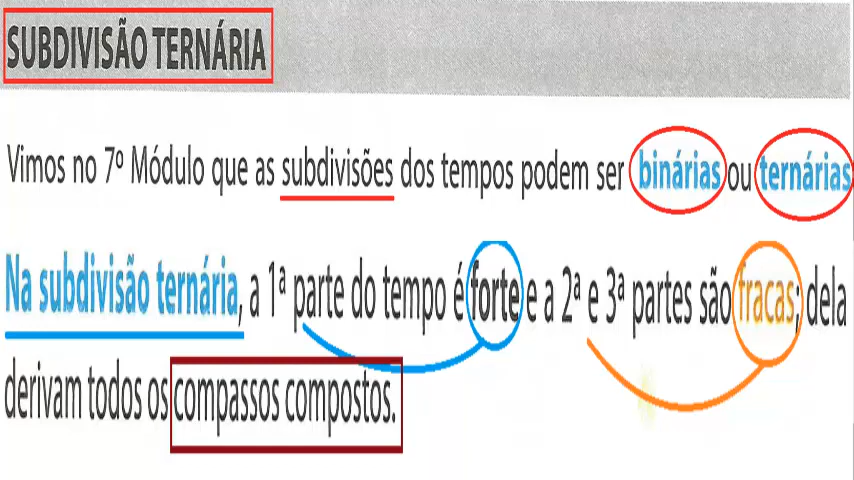 SUBDIVISÃO TERNÁRIA
Vimos no 7º Módulo que as subdivisões dos tempos podem ser binárias ou ternárias
Na subdivisão ternária, a 1ª parte do tempo é forte e a 2ª e 3ª partes são fracas; dela
derivam todos os compassos compostos.